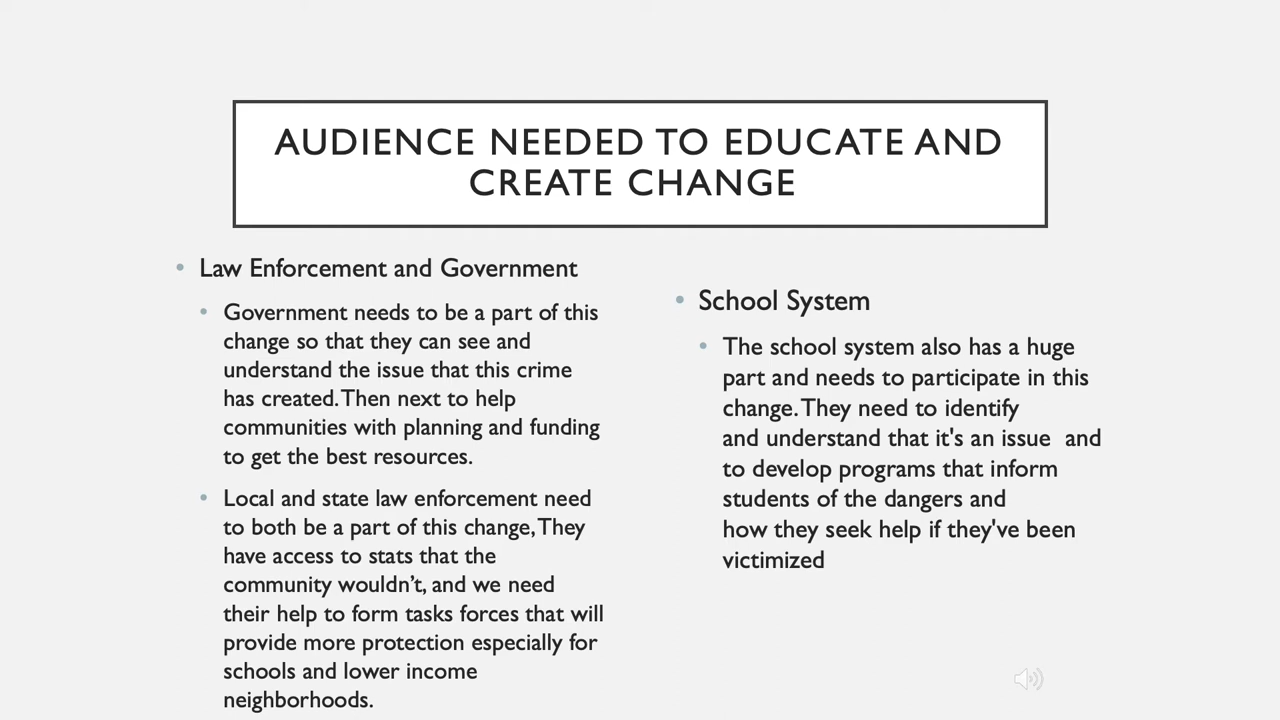 AUDIENCE NEEDED TO EDUCATE AND
CREATE CHANGE
• Law Enforcement and Government
• Government needs to be a part of this
change so that they can see and
understand the issue that this crime
has created. Then next to help
communities with planning and funding
to get the best resources.
• Local and state law enforcement need
to both be a part of this change, They
have access to stats that the
community wouldn't, and we need
their help to form tasks forces that will
provide more protection especially for
schools and lower income
neighborhoods.
• School System
• The school system also has a huge
part and needs to participate in this
change. They need to identify
and understand that it's an issue  and
to develop programs that inform
students of the dangers and
how they seek help if they've been
victimized